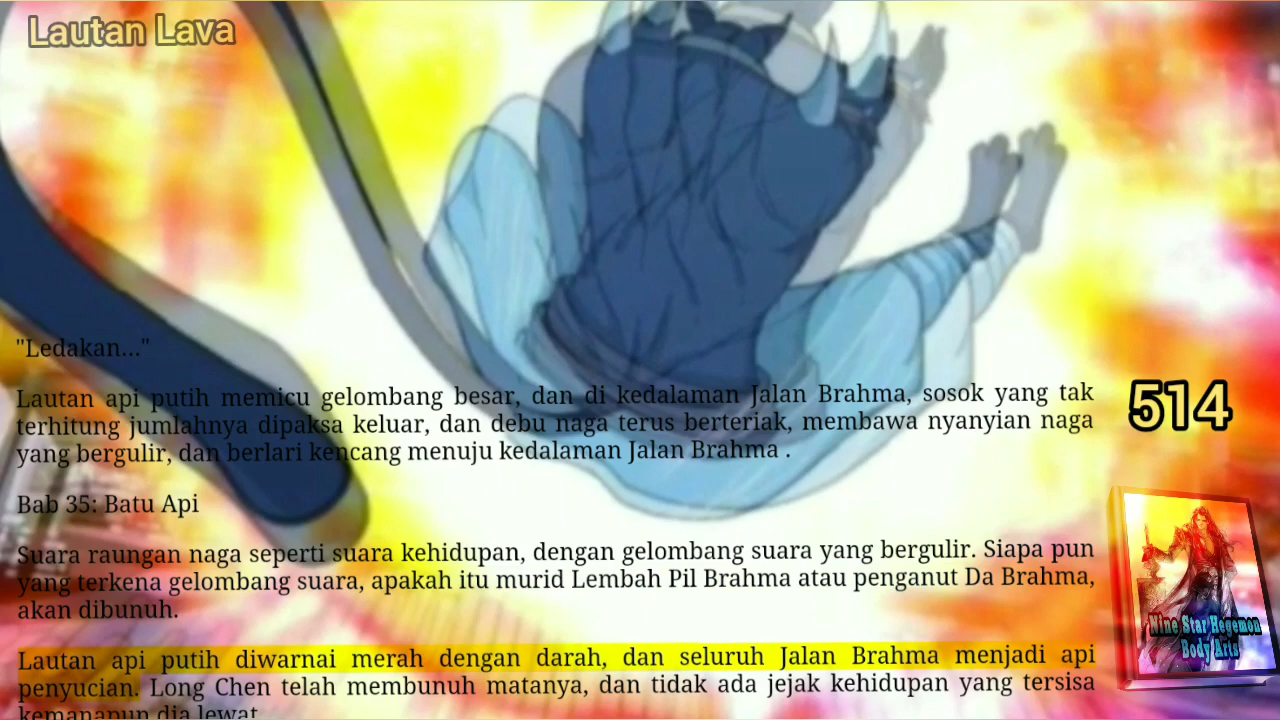 Lautan Lava
"Ledakan..."
Lautan api putih memicu gelombang besar, dan di kedalaman Jalan Brahma, sosok yang tak
terhitung jumlahnya dipaksa keluar, dan debu naga terus berteriak, membawa nyanyian naga
yang bergulir, dan berlari kencang menuju kedalaman Jalan Brahma .
514
Bab 35: Batu Api
Suara raungan naga seperti suara kehidupan, dengan gelombang suara yang bergulir. Siapa pun
yang terkena gelombang suara, apakah itu murid Lembah Pil Brahma atau penganut Da Brahma,
akan dibunuh.
Nine Star Hegemon
Body Arts
Lautan api putih diwarnai merah dengan darah, dan seluruh Jalan Brahma menjadi api
penyucian. Long Chen telah membunuh matanya, dan tidak ada jejak kehidupan yang tersisa
kemanapun dia lewat